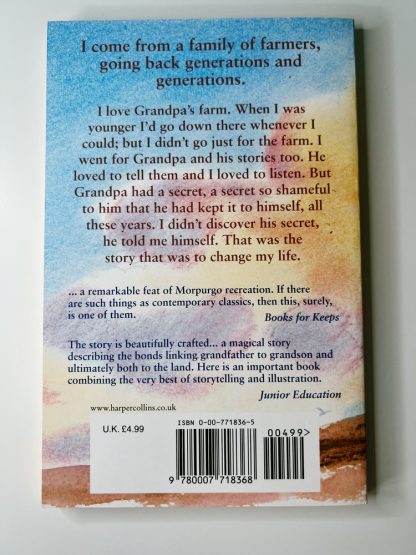 I come from a family of farmers,
going back generations and
generations.
I love Grandpa's farm. When I was
younger I'd go down there whenever I
could; but I didn't go just for the farm. I
went for Grandpa and his stories too. He
loved to tell them and I loved to listen. But
Grandpa had a secret, a secret so shameful
to him that he had kept it to himself, all
these years. I didn't discover his secret,
he told me himself. That was the
story that was to change my life.
... a remarkable feat of Morpurgo recreation. If there
are such things as contemporary classics, then this, surely,
is one of them.
Books for Keeps
The story is beautifully crafted... a magical story
describing the bonds linking grandfather to grandson and
ultimately both to the land. Here is an important book
combining the very best of storytelling and illustration.
Junior Education
www.harpercollins.co.uk
U.K. £4.99
ISBN 0-00-771836-5
00499>
9 780007 718368